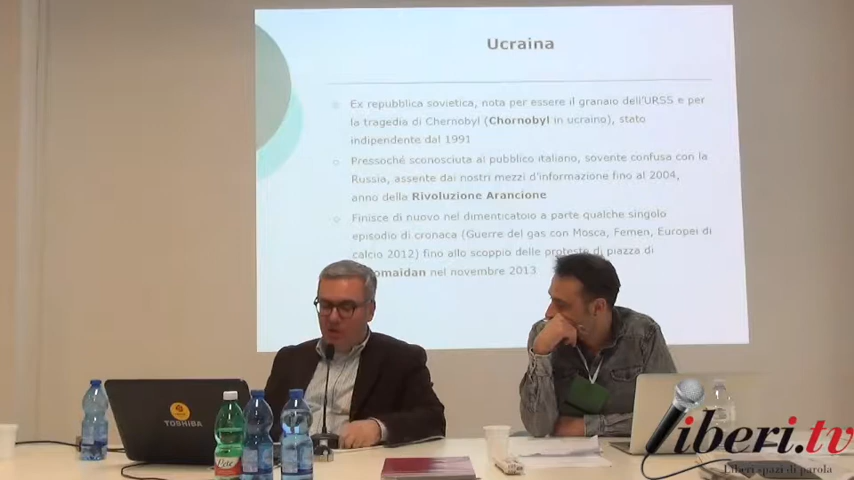 Ucraina
Ex repubblica sovietica, nota per essere il granaio dell'URSS e per
la tragedia di Chernobyl (Chornobyl in ucraino), stato
indipendente dal 1991
Pressoché sconosciuta al pubblico italiano, sovente confusa con la
Russia, assente dai nostri mezzi d'informazione fino al 2004,
anno della Rivoluzione Arancione
Finisce di nuovo nel dimenticatoio a parte qualche singolo
episodio di cronaca (Guerre del gas con Mosca, Femen, Europei di
calcio 2012) fino allo scoppio delle proteste di piazza di
omaidan nel novembre 2013
TOSHIBA
Pete
liberi.tv
Liberi spazi di parola